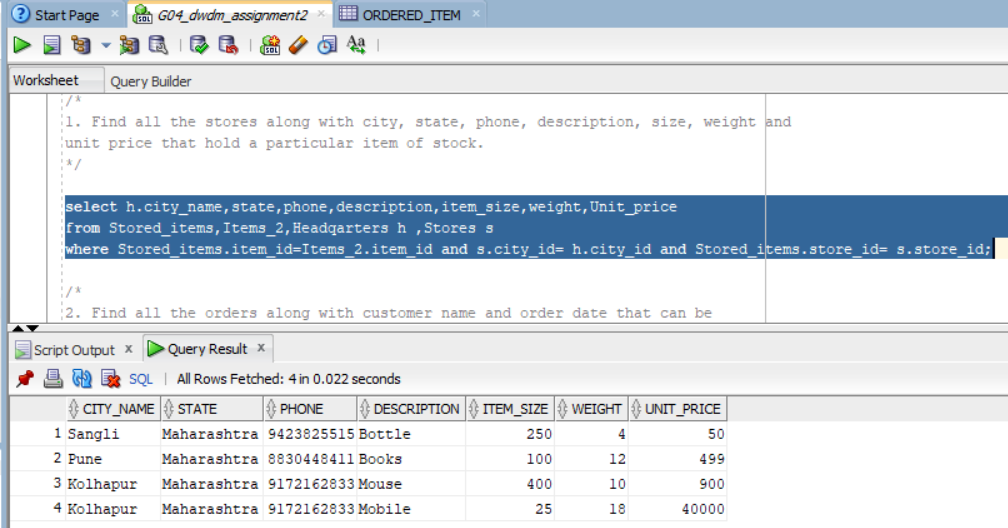 Start Page × G04_dwdm_assignment2 × ORDERED_ITEM ×
Worksheet Query Builder
/*
1. Find all the stores along with city, state, phone, description, size, weight and
unit price that hold a particular item of stock.
*/
select h.city_name,state,phone,description,item_size,weight,Unit_price
from Stored_items,Items_2,Headqarters h ,Stores s
where Stored_items.item_id=Items_2.item_id and s.city_id= h.city_id and Stored_items.store_id= s.store_id;
/*
2. Find all the orders along with customer name and order date that can be
Script Output x Query Result x
SQL | All Rows Fetched: 4 in 0.022 seconds
CITY_NAME STATE PHONE DESCRIPTION ITEM_SIZE WEIGHT UNIT_PRICE
1 Sangli Maharashtra 9423825515 Bottle 250 4 50
2 Pune Maharashtra 8830448411 Books 100 12 499
3 Kolhapur Maharashtra 9172162833 Mouse 400 10 900
4 Kolhapur Maharashtra 9172162833 Mobile 25 18 40000